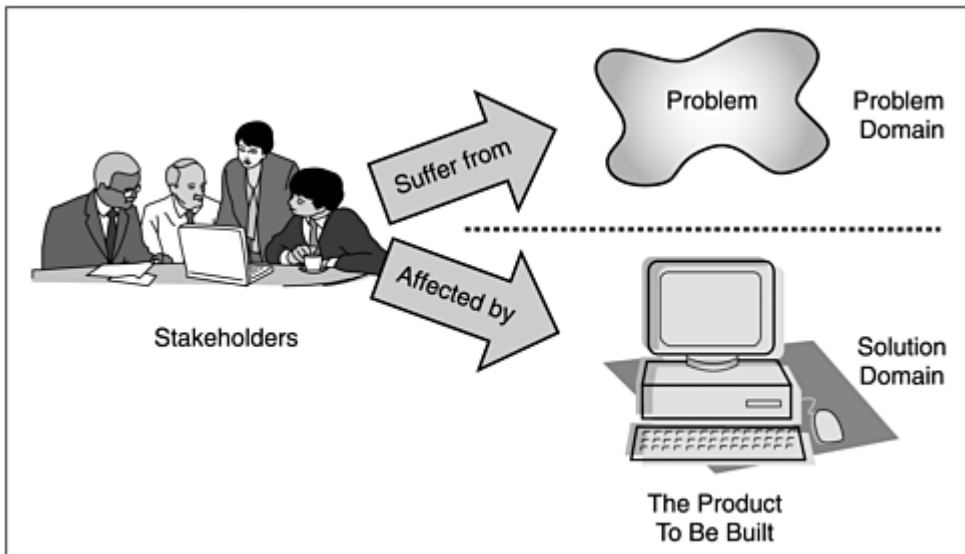 Problem
Problem
Domain
Suffer from
Affected by
Stakeholders
Solution
Domain
The Product
To Be Built